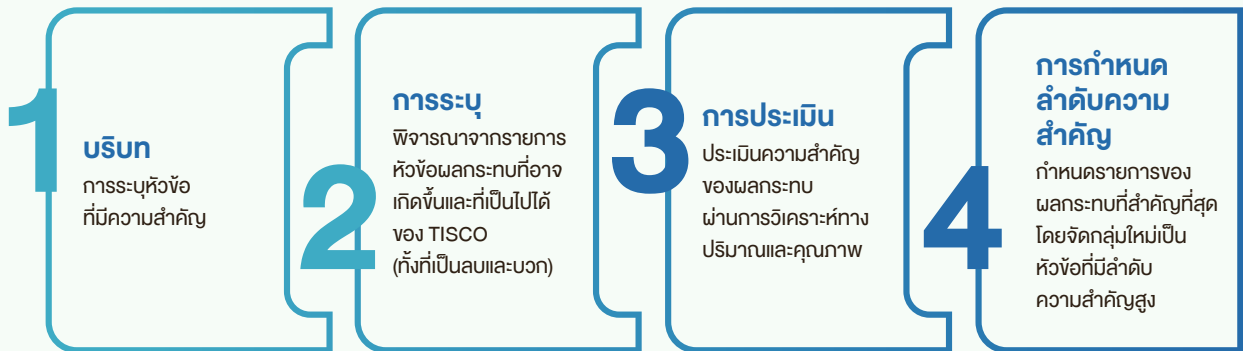 1
บริบท
การระบุหัวข้อ
ที่มีความสำคัญ
2
การระบุ
พิจารณาจากรายการ
หัวข้อผลกระทบที่อาจ
เกิดขึ้นและที่เป็นไปได้
ของ TISCO
(ทั้งที่เป็นลบและบวก)
3
การประเมิน
ประเมินความสำคัญ
ของผลกระทบ
ผ่านการวิเคราะห์ทาง
ปริมาณและคุณภาพ
4
การกำหนด
ลำดับความ
สำคัญ
กำหนดรายการของ
ผลกระทบที่สำคัญที่สุด
โดยจัดกลุ่มใหม่เป็น
หัวข้อที่มีลำดับ
ความสำคัญสูง